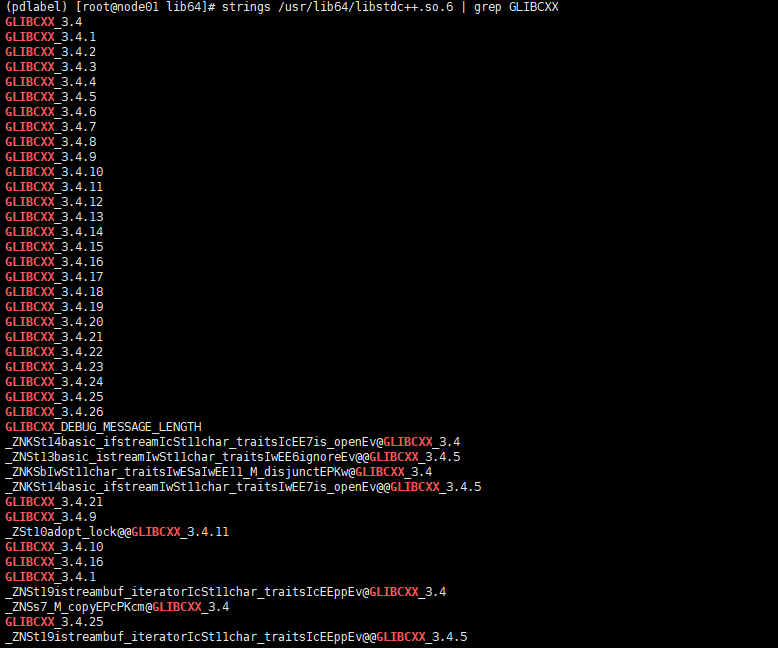 (pdlabel) [root@node01 lib64]# strings /usr/lib64/libstdc++.so.6 | grep GLIBCXX
GLIBCXX_3.4
GLIBCXX_3.4.1
GLIBCXX_3.4.2
GLIBCXX_3.4.3
GLIBCXX_3.4.4
GLIBCXX_3.4.5
GLIBCXX_3.4.6
GLIBCXX_3.4.7
GLIBCXX_3.4.8
GLIBCXX_3.4.9
GLIBCXX_3.4.10
GLIBCXX_3.4.11
GLIBCXX_3.4.12
GLIBCXX_3.4.13
GLIBCXX_3.4.14
GLIBCXX_3.4.15
GLIBCXX_3.4.16
GLIBCXX_3.4.17
GLIBCXX_3.4.18
GLIBCXX_3.4.19
GLIBCXX_3.4.20
GLIBCXX_3.4.21
GLIBCXX_3.4.22
GLIBCXX_3.4.23
GLIBCXX_3.4.24
GLIBCXX_3.4.25
GLIBCXX_3.4.26
GLIBCXX_DEBUG_MESSAGE_LENGTH
_ZNKSt14basic_ifstreamIcSt11char_traitsIcEE7is_openEv@GLIBCXX_3.4
_ZNSt13basic_istreamIwSt11char_traitsIwEE6ignoreEv@@GLIBCXX_3.4.5
_ZNKSbIwSt11char_traitsIwESaIwEE11_M_disjunctEPKw@GLIBCXX_3.4
_ZNKSt14basic_ifstreamIwSt11char_traitsIwEE7is_openEv@@GLIBCXX_3.4.5
GLIBCXX_3.4.21
GLIBCXX_3.4.9
_ZSt10adopt_lock@@GLIBCXX_3.4.11
GLIBCXX_3.4.10
GLIBCXX_3.4.16
GLIBCXX_3.4.1
_ZNSt19istreambuf_iteratorIcSt11char_traitsIcEEppEv@GLIBCXX_3.4
_ZNSs7_M_copyEPcPKcm@GLIBCXX_3.4
GLIBCXX_3.4.25
_ZNSt19istreambuf_iteratorIcSt11char_traitsIcEEppEv@@GLIBCXX_3.4.5